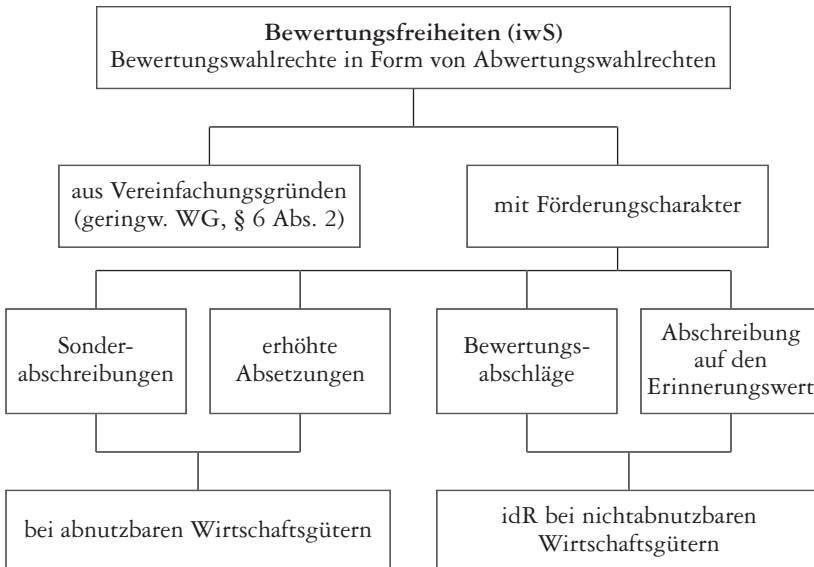 Bewertungsfreiheiten (iwS)
Bewertungswahlrechte in Form von Abwertungswahlrechten
aus Vereinfachungsgründen
(geringw. WG, § 6 Abs. 2)
mit Förderungscharakter
Sonder-
abschreibungen
erhöhte
Absetzungen
Bewertungs-
abschläge
Abschreibung
auf den
Erinnerungswert
bei abnutzbaren Wirtschaftsgütern
idR bei nichtabnutzbaren
Wirtschaftsgütern